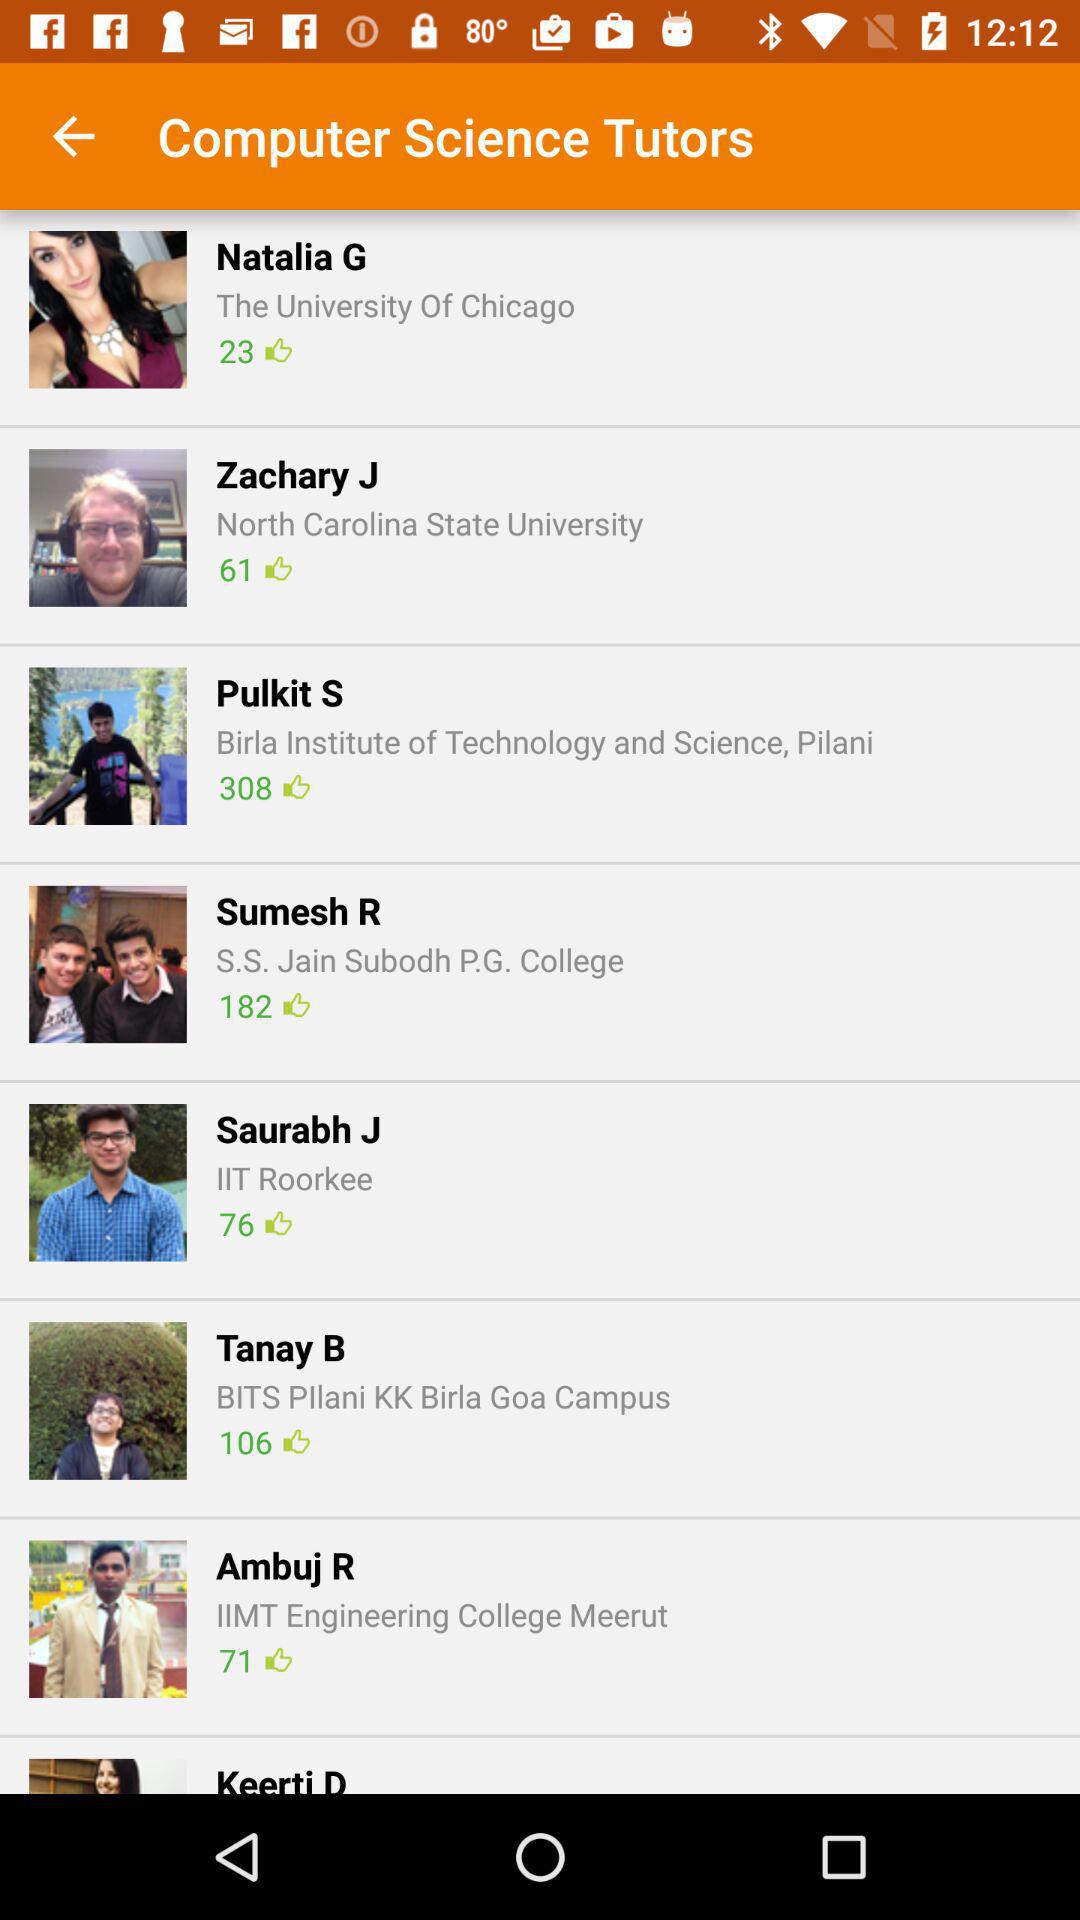 80° 12:12
Computer Science Tutors
Natalia G
The University Of Chicago
23
Zachary J
North Carolina State University
61
Pulkit S
Birla Institute of Technology and Science, Pilani
308
Sumesh R
S.S. Jain Subodh P.G. College
182
Saurabh J
IIT Roorkee
76
Tanay B
BITS PIlani KK Birla Goa Campus
106
Ambuj R
IIMT Engineering College Meerut
71
Keerti D